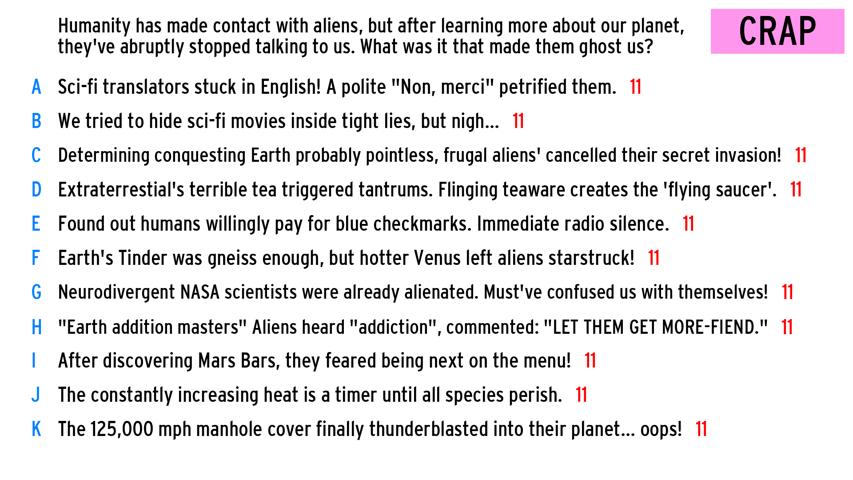 Humanity has made contact with aliens, but after learning more about our planet,
they've abruptly stopped talking to us. What was it that made them ghost us?
CRAP
A Sci-fi translators stuck in English! A polite "Non, merci" petrified them. 11
B We tried to hide sci-fi movies inside tight lies, but nigh... 11
C Determining conquesting Earth probably pointless, frugal aliens' cancelled their secret invasion! 11
D Extraterrestial's terrible tea triggered tantrums. Flinging teaware creates the 'flying saucer'. 11
E Found out humans willingly pay for blue checkmarks. Immediate radio silence. 11
F Earth's Tinder was gneiss enough, but hotter Venus left aliens starstruck! 11
G Neurodivergent NASA scientists were already alienated. Must've confused us with themselves! 11
H "Earth addition masters" Aliens heard "addiction", commented: "LET THEM GET MORE-FIEND." 11
I After discovering Mars Bars, they feared being next on the menu! 11
J The constantly increasing heat is a timer until all species perish. 11
K The 125,000 mph manhole cover finally thunderblasted into their planet... oops! 11